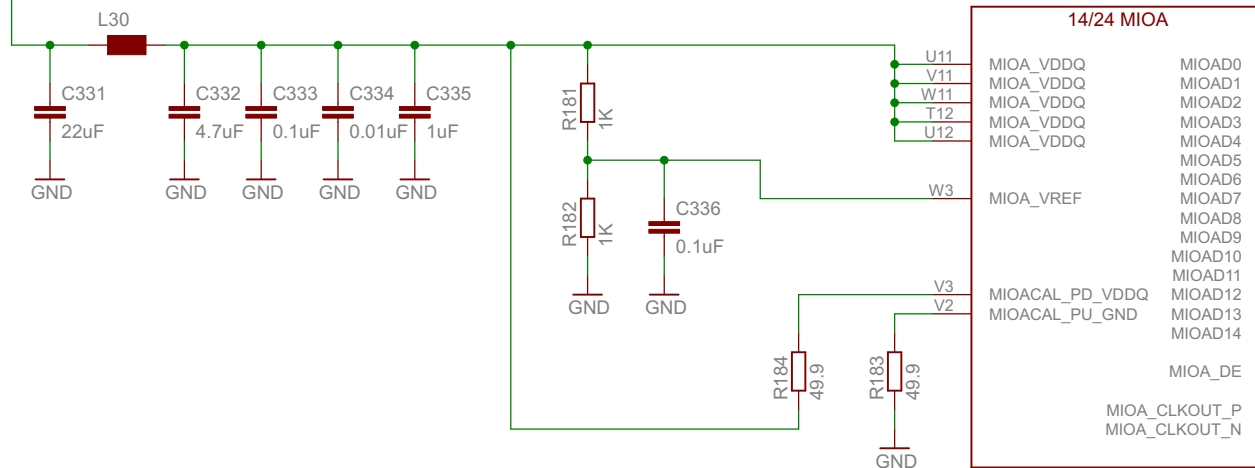 L30
14/24 MIOA
C331
22uF
GND
C332
4.7uF
GND
C333
0.1uF
GND
C334
0.01uF
GND
C335
1uF
GND
R181
1K
R182
1K
GND
C336
0.1uF
GND
R184
49.9
R183
49.9
GND
U11
V11
W11
T12
U12
W3
V3
V2
MIOA_VDDQ
MIOA_VDDQ
MIOA_VDDQ
MIOA_VDDQ
MIOA_VDDQ
MIOA_VREF
MIOACAL_PD_VDDQ
MIOACAL_PU_GND
MIOAD0
MIOAD1
MIOAD2
MIOAD3
MIOAD4
MIOAD5
MIOAD6
MIOAD7
MIOAD8
MIOAD9
MIOAD10
MIOAD11
MIOAD12
MIOAD13
MIOAD14
MIOA_DE
MIOA_CLKOUT_P
MIOA_CLKOUT_N